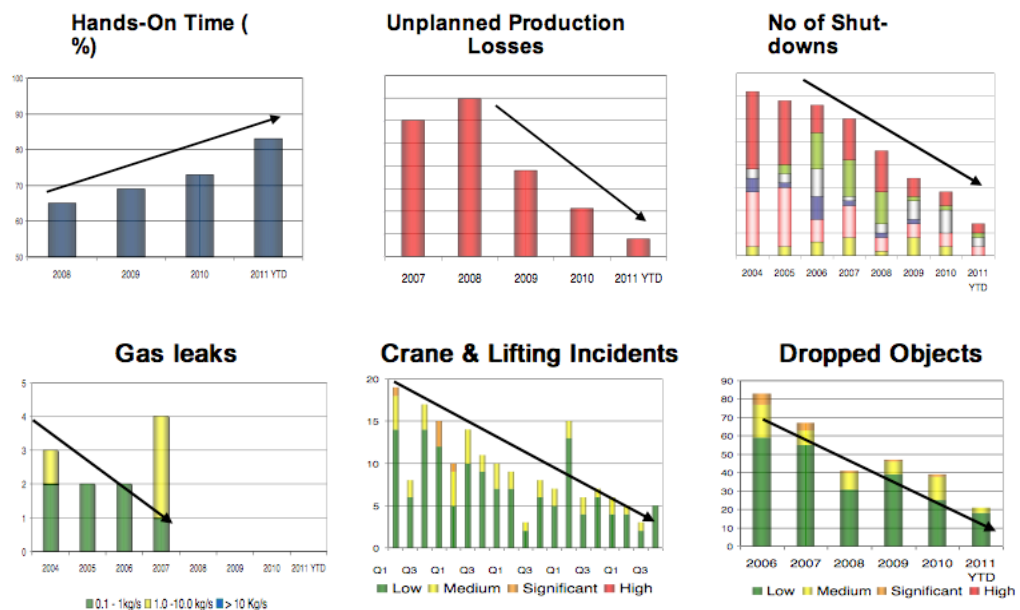 Hands-On Time (
%)
100
90
80
70
60
50
2008 2009 2010 2011 YTD
Unplanned Production
Losses
2007 2008 2009 2010 2011 YTD
No of Shut-
downs
2004 2005 2006 2007 2008 2009 2010 2011
YTD
Gas leaks
5
4
3
2
1
0
2004 2005 2006 2007 2008 2009 2010 2011 YTD
0.1 - 1kg/s 1.0 -10.0 kg/s > 10 Kg/s
Crane & Lifting Incidents
20
15
10
5
0
Q1 Q3 Q1 Q3 Q1 Q3 Q1 Q3 Q1 Q3
Low Medium Significant High
Dropped Objects
90
80
70
60
50
40
30
20
10
0
2006 2007 2008 2009 2010 2011
YTD
Low Medium Significant High